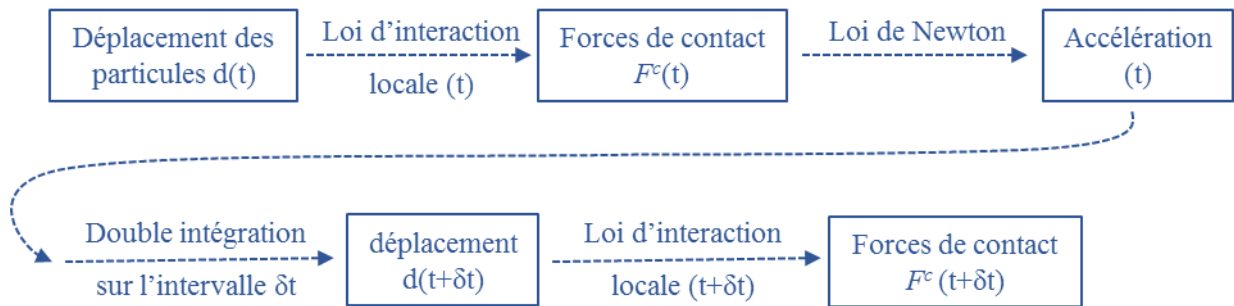 Déplacement des
particules d(t)
Loi d'interaction
locale (t)
Forces de contact
Fᶜ(t)
Loi de Newton
Accélération
(t)
Double intégration
sur l'intervalle δt
déplacement
d(t+δt)
Loi d'interaction
locale (t+δt)
Forces de contact
Fᶜ (t+δt)